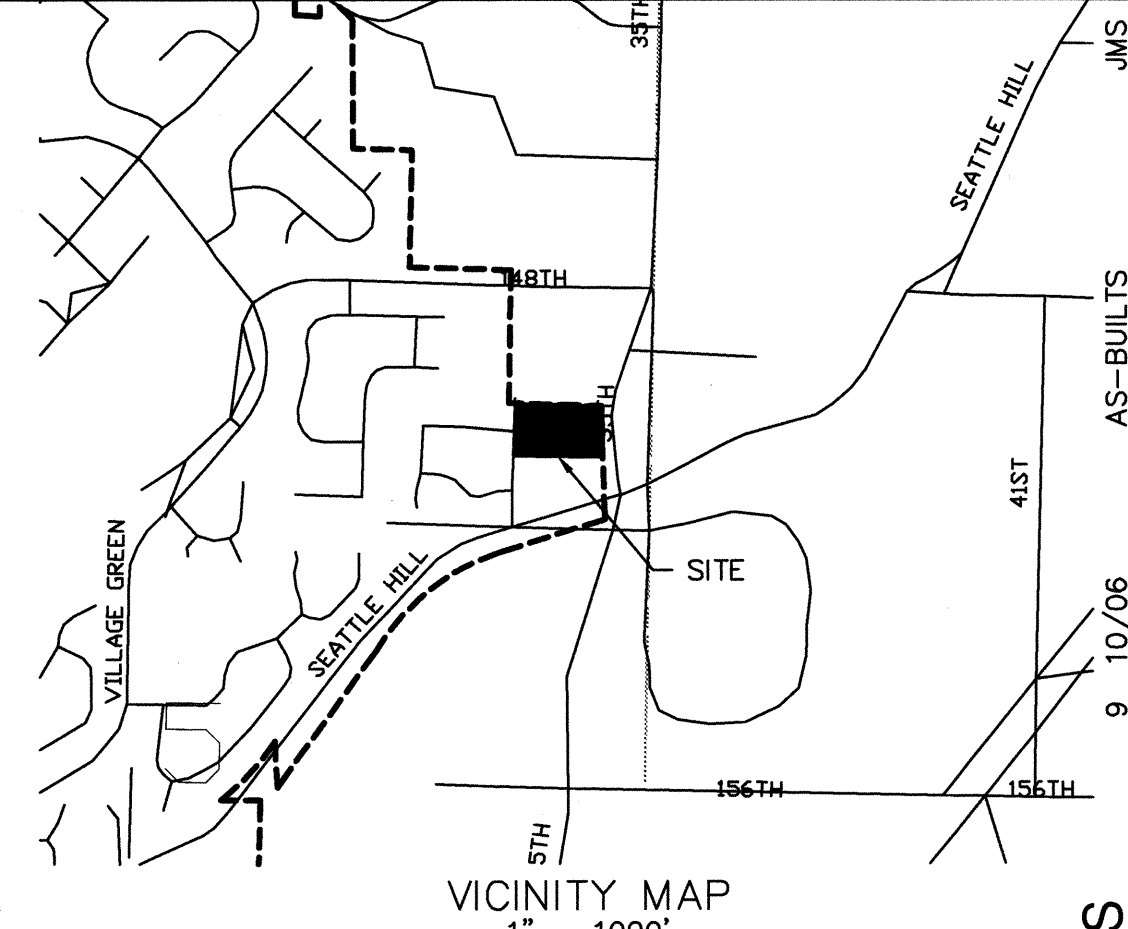 35TH
SEATTLE HILL
JMS
148TH
AS-BUILTS
41ST
SITE
VILLAGE GREEN
SEATTLE HILL
9 10/06
156TH
156TH
5TH
VICINITY MAP
S